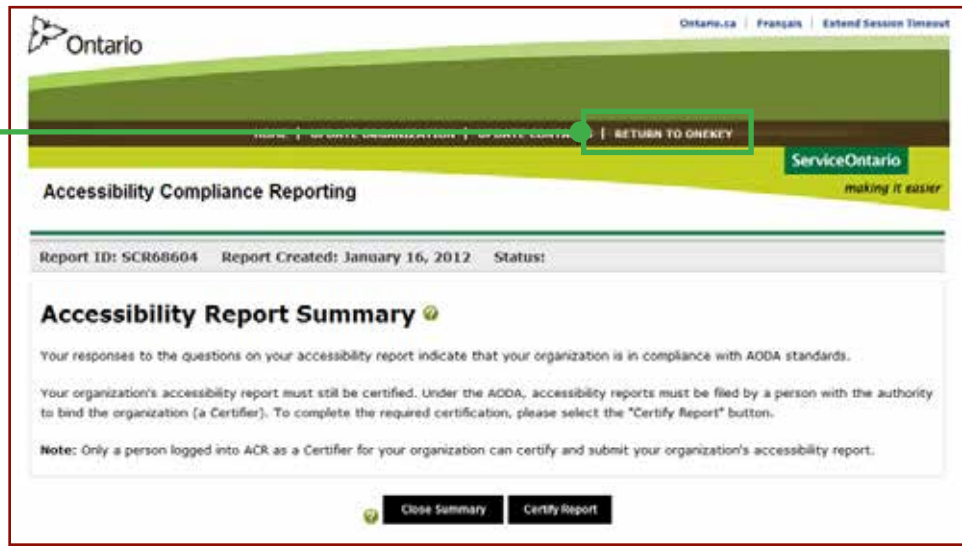 Ontario
Ontario.ca | Français | Extend Session Timeout
HOME | UPDATE ORGANIZATION | UPDATE CONTACTS | RETURN TO ONEKEY
ServiceOntario
making it easier
Accessibility Compliance Reporting
Report ID: SCR68604 Report Created: January 16, 2012 Status:
Accessibility Report Summary
Your responses to the questions on your accessibility report indicate that your organization is in compliance with AODA standards.
Your organization's accessibility report must still be certified. Under the AODA, accessibility reports must be filed by a person with the authority
to bind the organization (a Certifier). To complete the required certification, please select the "Certify Report" button.
Note: Only a person logged into ACR as a Certifier for your organization can certify and submit your organization's accessibility report.
Close Summary Certify Report